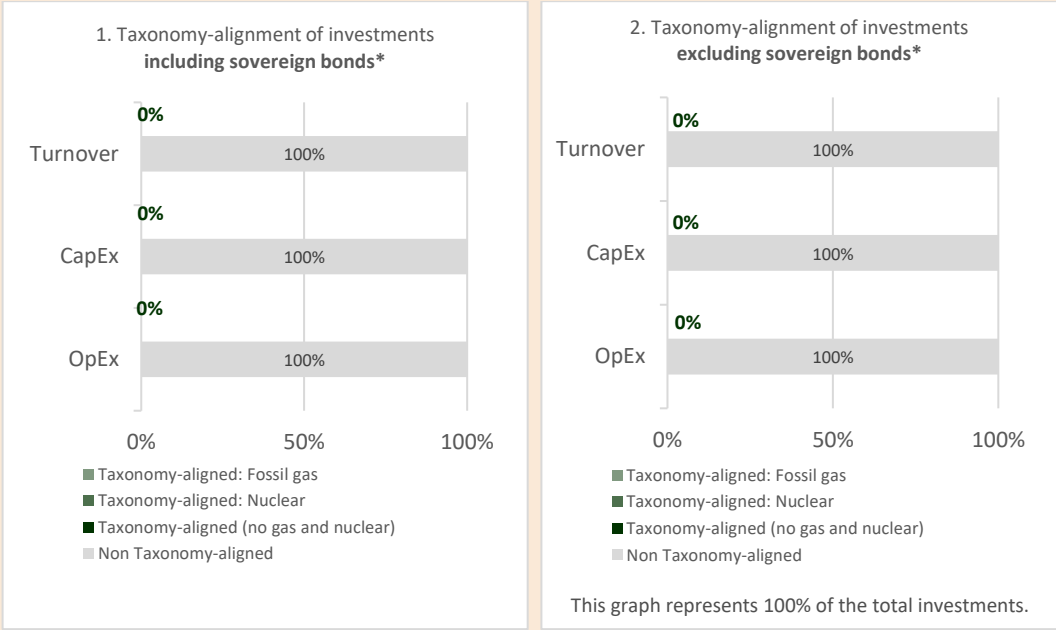 1. Taxonomy-alignment of investments
including sovereign bonds*
0%
Turnover
100%
0%
CapEx
100%
0%
OpEx
100%
0%
50%
100%
Taxonomy-aligned: Fossil gas
Taxonomy-aligned: Nuclear
Taxonomy-aligned (no gas and nuclear)
Non Taxonomy-aligned
2. Taxonomy-alignment of investments
excluding sovereign bonds*
0%
Turnover
100%
0%
CapEx
100%
0%
OpEx
100%
0%
50%
100%
Taxonomy-aligned: Fossil gas
Taxonomy-aligned: Nuclear
Taxonomy-aligned (no gas and nuclear)
Non Taxonomy-aligned
This graph represents 100% of the total investments.